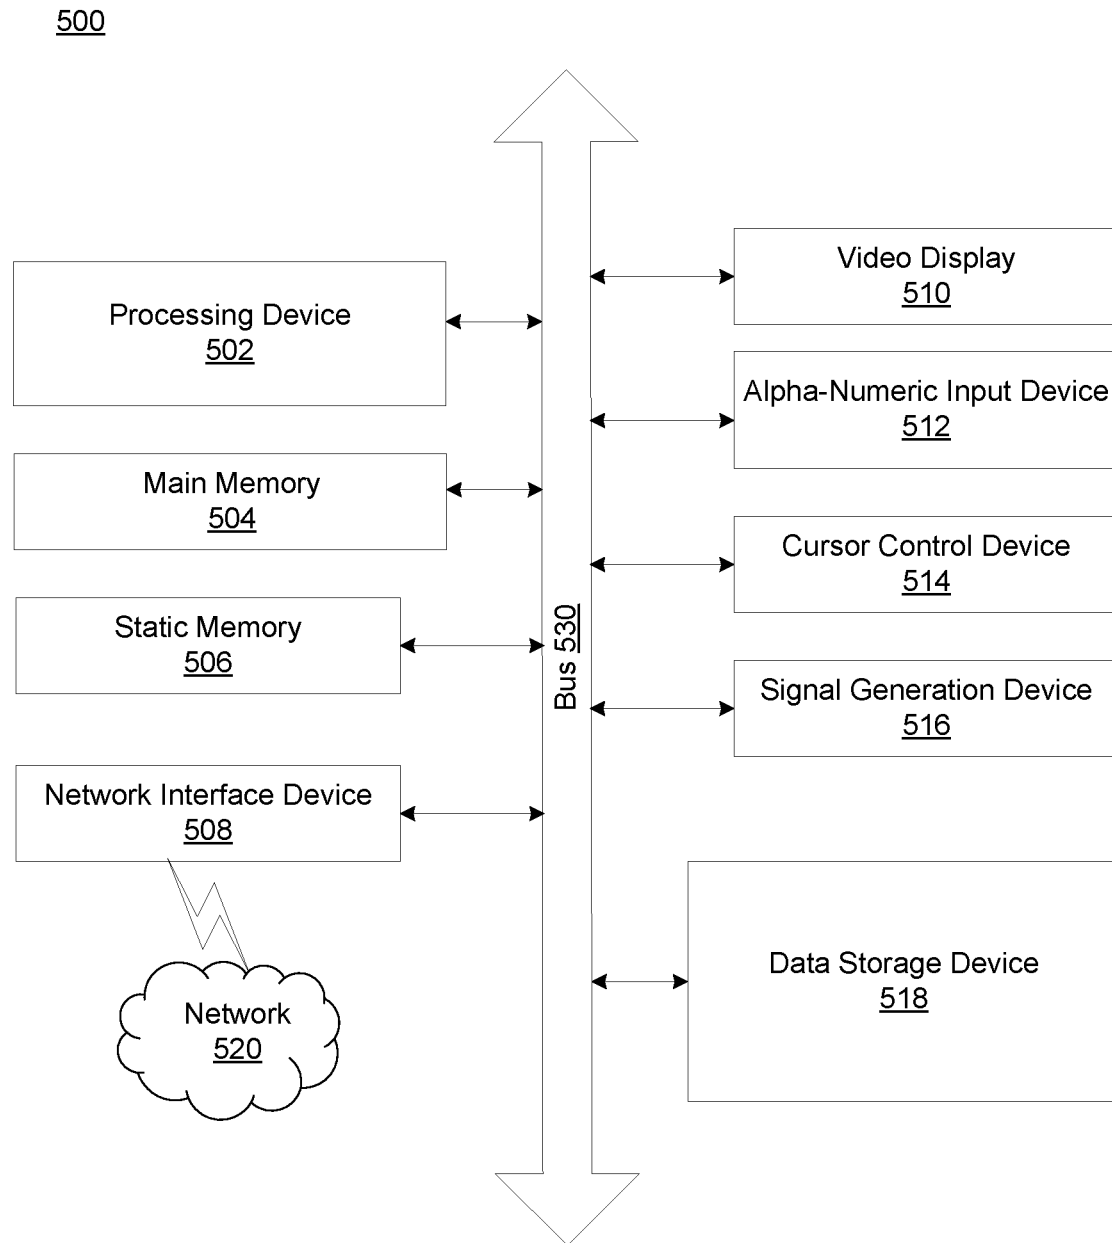 500
Processing Device
502
Main Memory
504
Static Memory
506
Network Interface Device
508
Network
520
Bus 530
Video Display
510
Alpha-Numeric Input Device
512
Cursor Control Device
514
Signal Generation Device
516
Data Storage Device
518